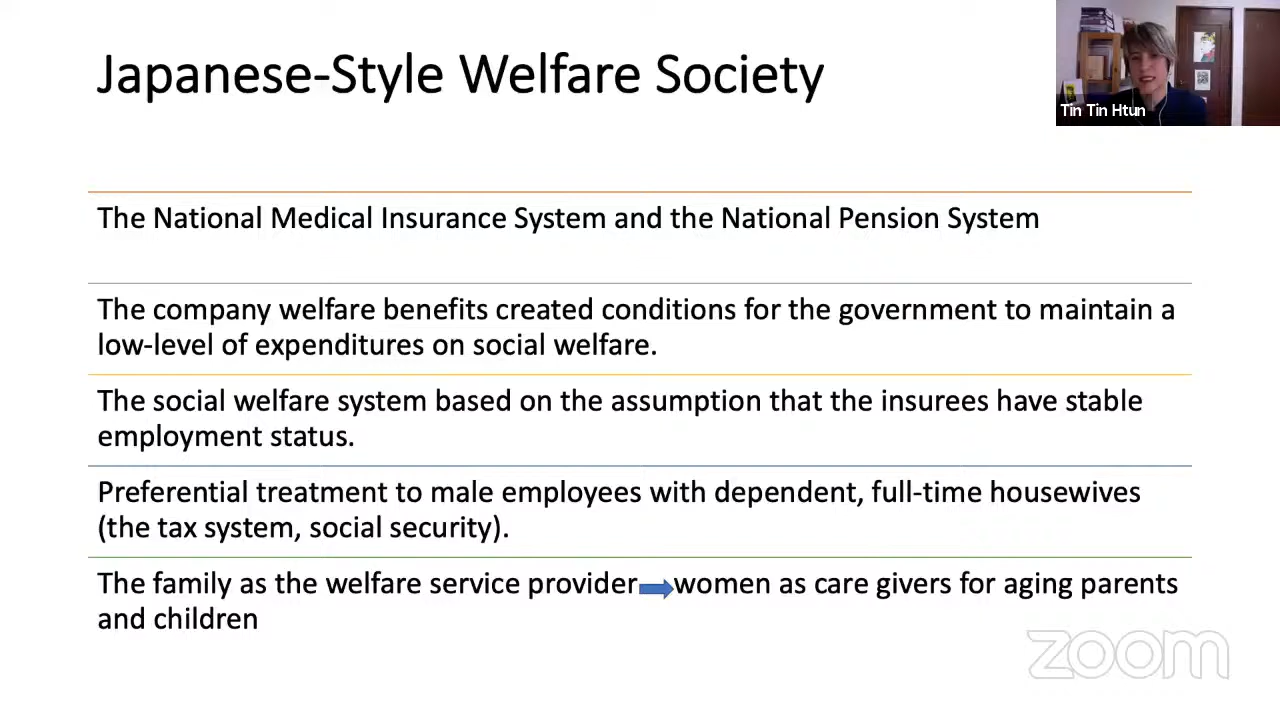 Japanese-Style Welfare Society
Tin Tin Htun
The National Medical Insurance System and the National Pension System
The company welfare benefits created conditions for the government to maintain a
low-level of expenditures on social welfare.
The social welfare system based on the assumption that the insurees have stable
employment status.
Preferential treatment to male employees with dependent, full-time housewives
(the tax system, social security).
The family as the welfare service provider women as care givers for aging parents
and children
zoom